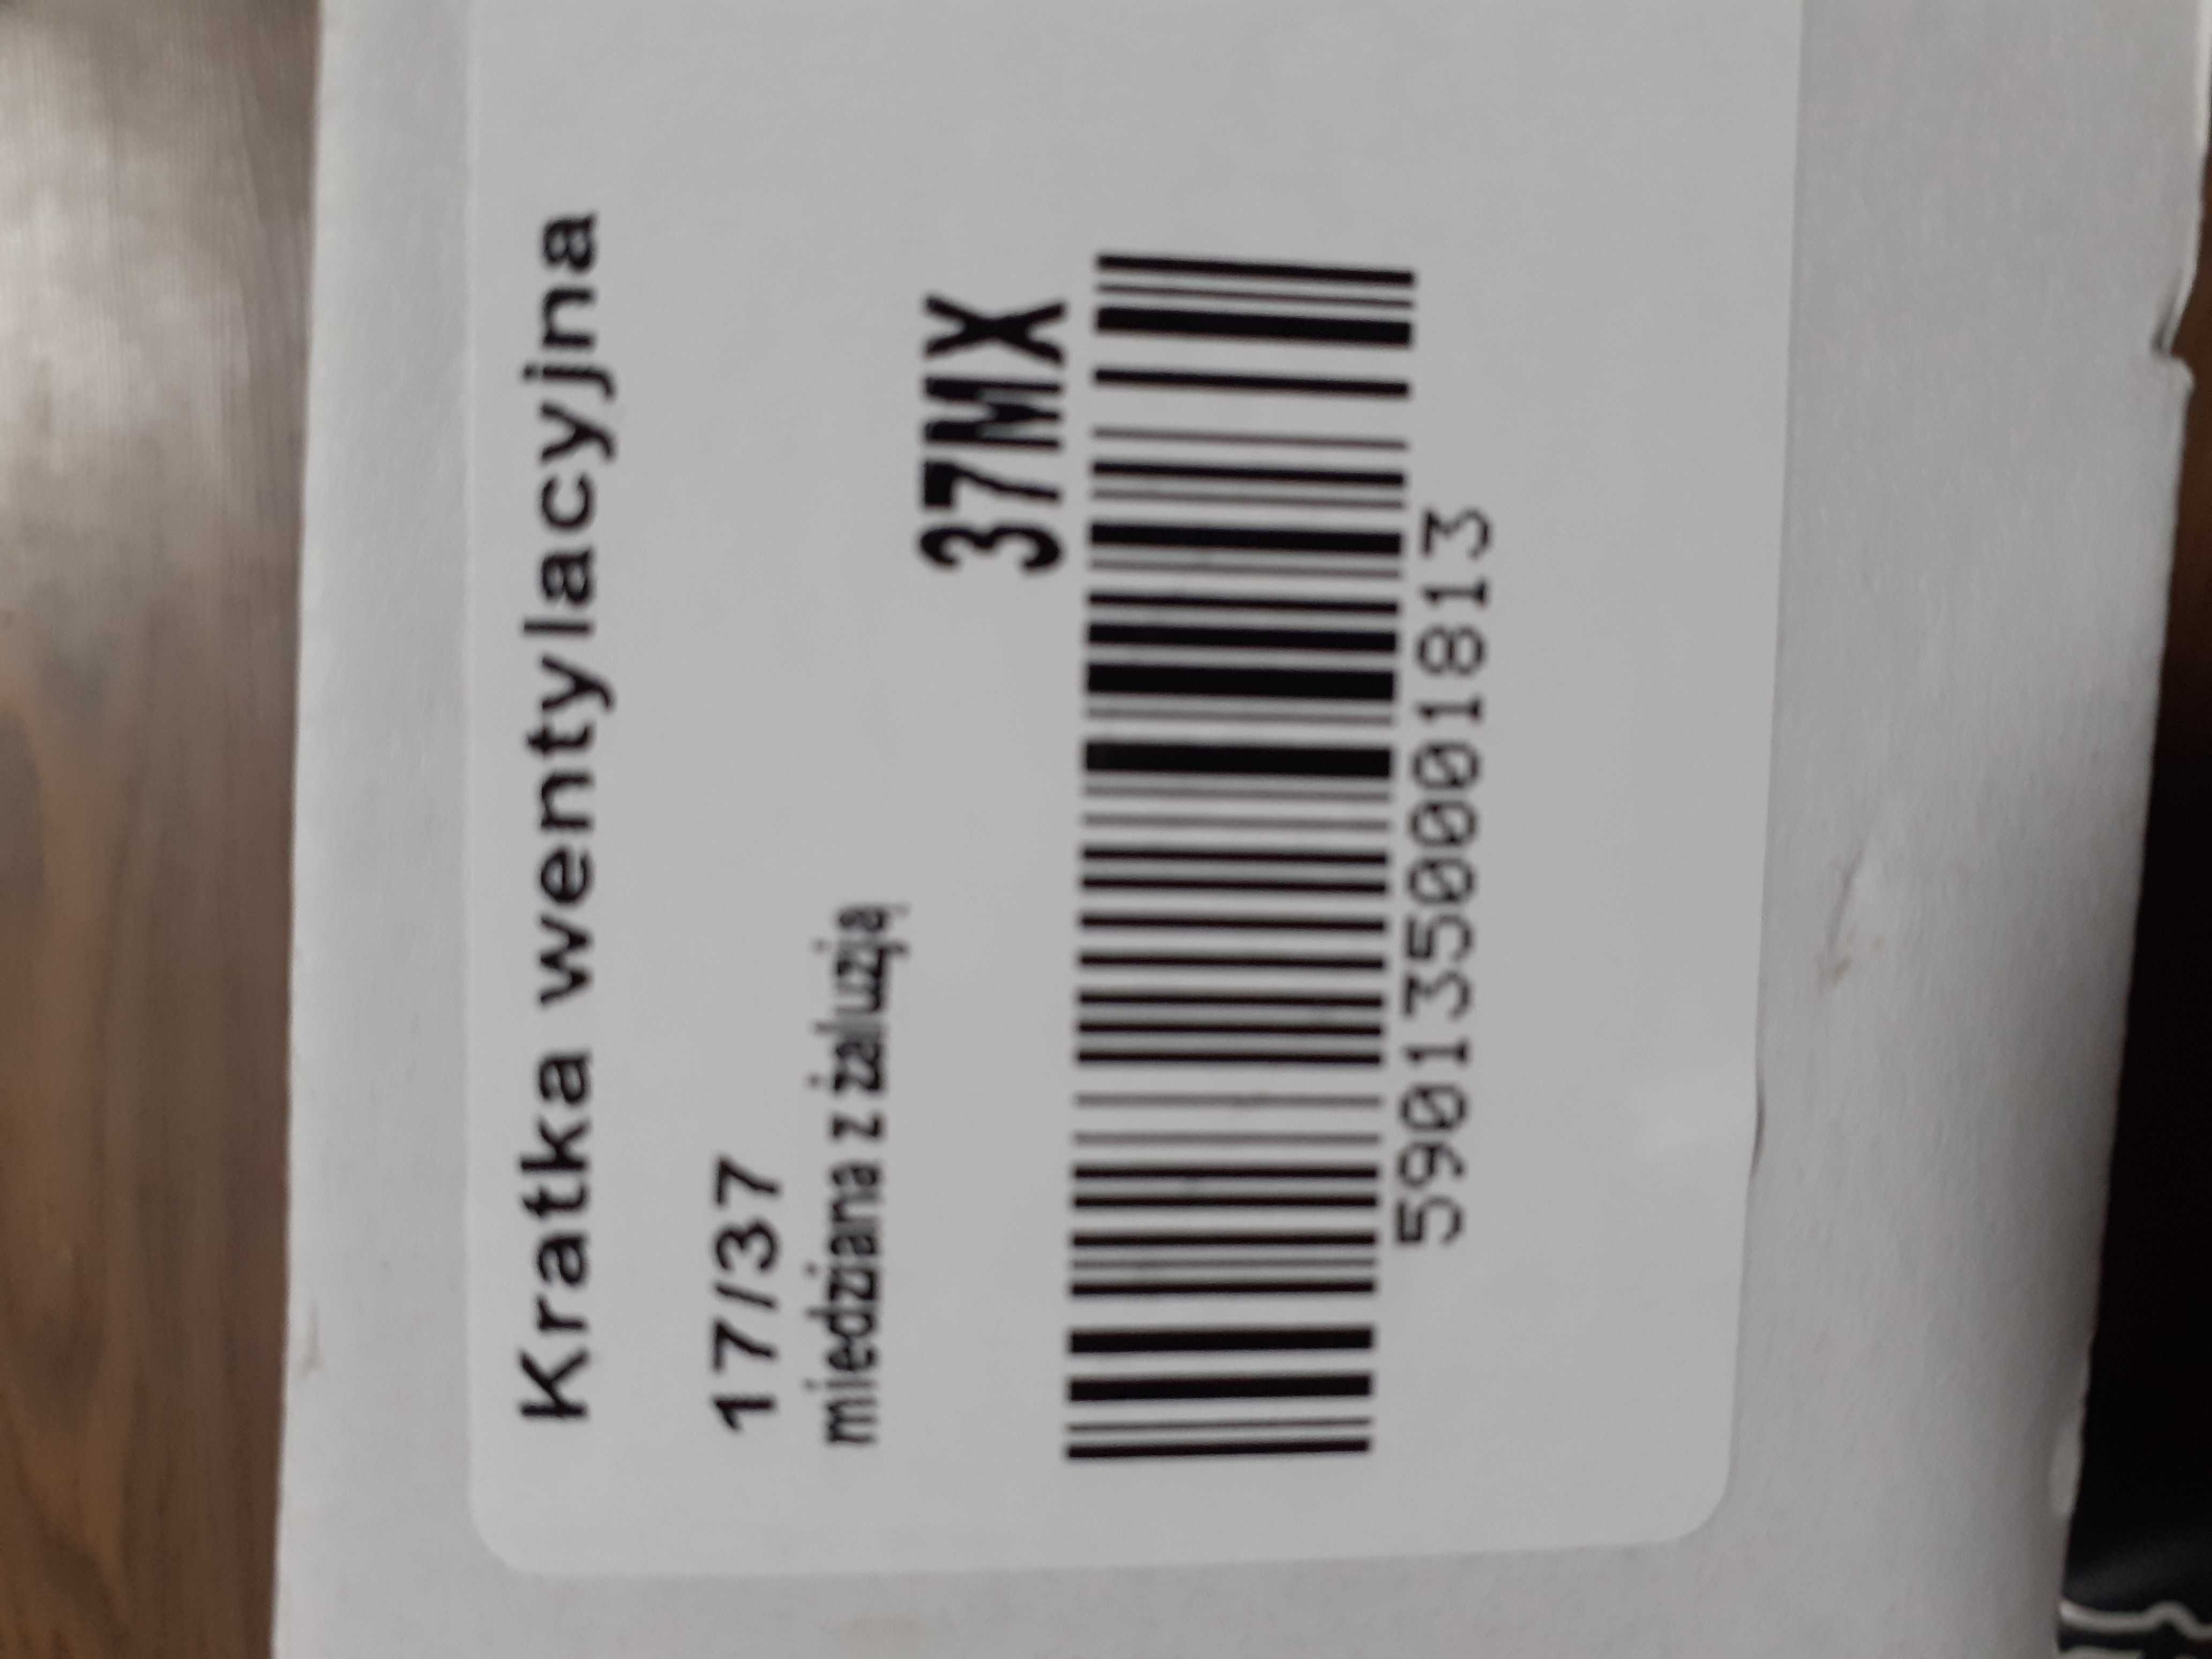 Kratka wentylacyjna
17/37
miedziana z żaluzją
37MX
5901350001813